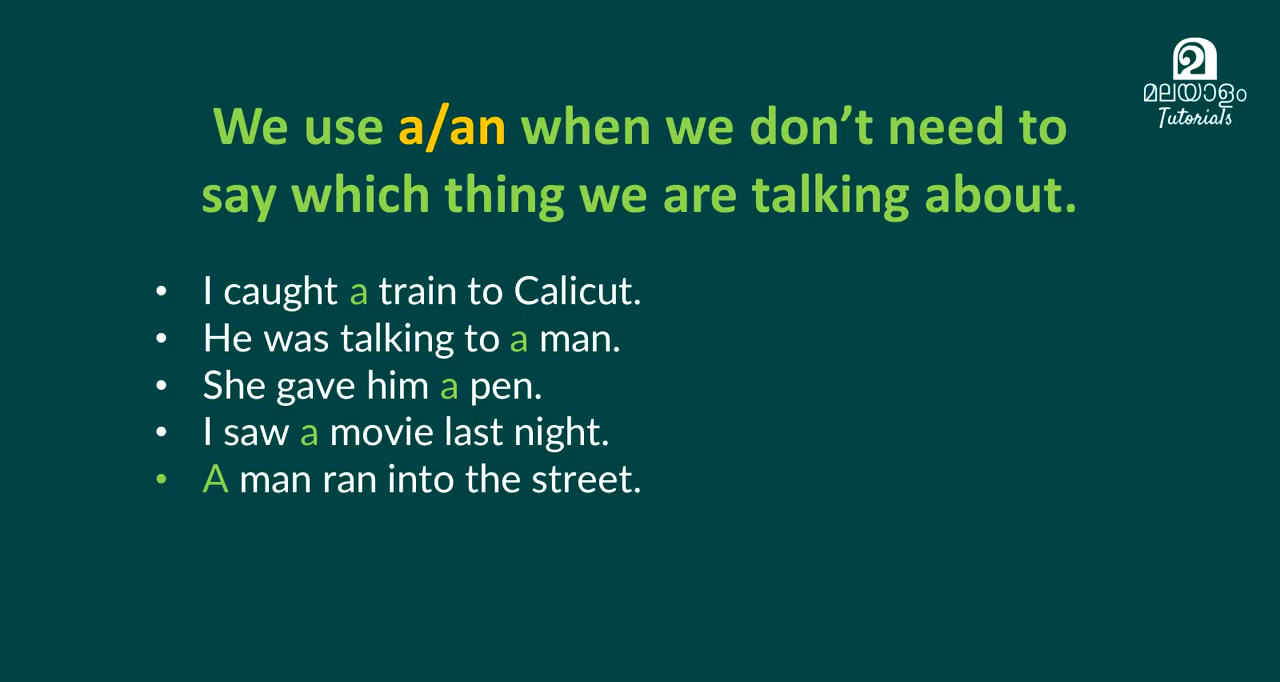 We use a/an when we don’t need to
say which thing we are talking about.
മലയാളം
Tutorials
• I caught a train to Calicut.
• He was talking to a man.
• She gave him a pen.
• I saw a movie last night.
• A man ran into the street.